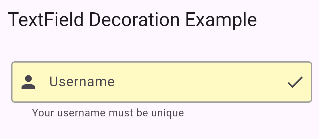 TextField Decoration Example
Username
Your username must be unique